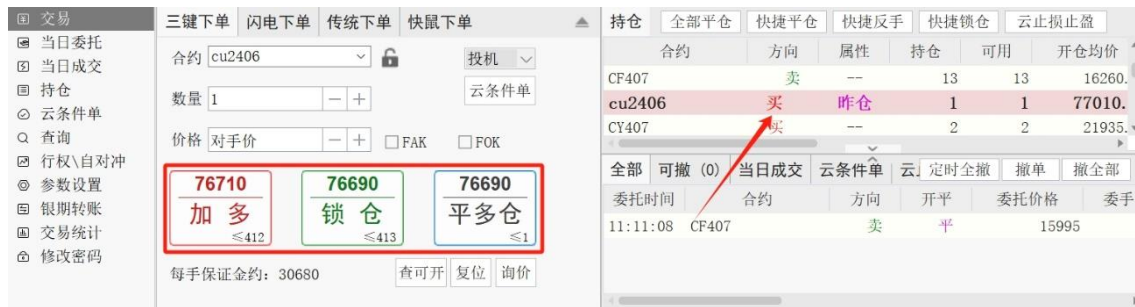 交易
当日委托
当日成交
持仓
云条件单
查询
行权\自对冲
参数设置
银期转账
交易统计
修改密码
三键下单 闪电下单 传统下单 快鼠下单
合约 cu2406 投机
数量 1 云条件单
价格 对手价 FAK FOK
76710 76690 76690
加多 锁仓 平多仓
≤412 ≤413 ≤1
每手保证金约: 30680 查可开 复位 询价
持仓 全部平仓 快捷平仓 快捷反手 快捷锁仓 云止损止盈
合约 方向 属性 持仓 可用 开仓均价
CF407 卖 -- 13 13 16260.
cu2406 买 昨仓 1 1 77010.
CY407 买 -- 2 2 21935.
全部 可撤 (0) 当日成交 云条件单 云 定时全撤 撤单 撤全部
委托时间 合约 方向 开平 委托价格 委手
11:11:08 CF407 卖 平 15995